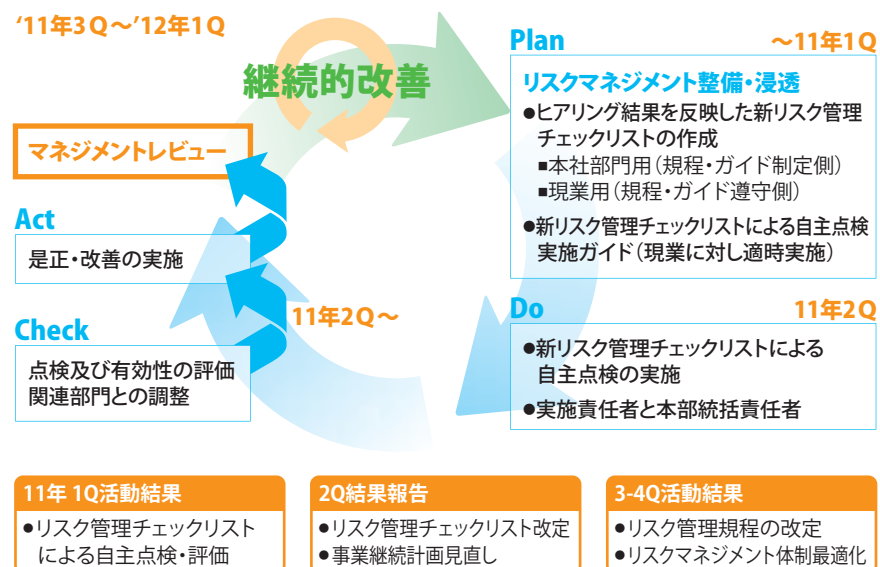 ‘11年3Q～’12年1Q
継続的改善
マネジメントレビュー
Act
是正・改善の実施
Check
点検及び有効性の評価
関連部門との調整
11年2Q～
Plan
～11年1Q
リスクマネジメント整備・浸透
●ヒアリング結果を反映した新リスク管理
チェックリストの作成
■本社部門用（規程・ガイド制定側）
■現業用（規程・ガイド遵守側）
●新リスク管理チェックリストによる自主点検
実施ガイド（現業に対し適時実施）
Do
11年2Q
●新リスク管理チェックリストによる
自主点検の実施
●実施責任者と本部統括責任者
11年 1Q活動結果
●リスク管理チェックリスト
による自主点検・評価
2Q結果報告
●リスク管理チェックリスト改定
●事業継続計画見直し
3-4Q活動結果
●リスク管理規程の改定
●リスクマネジメント体制最適化